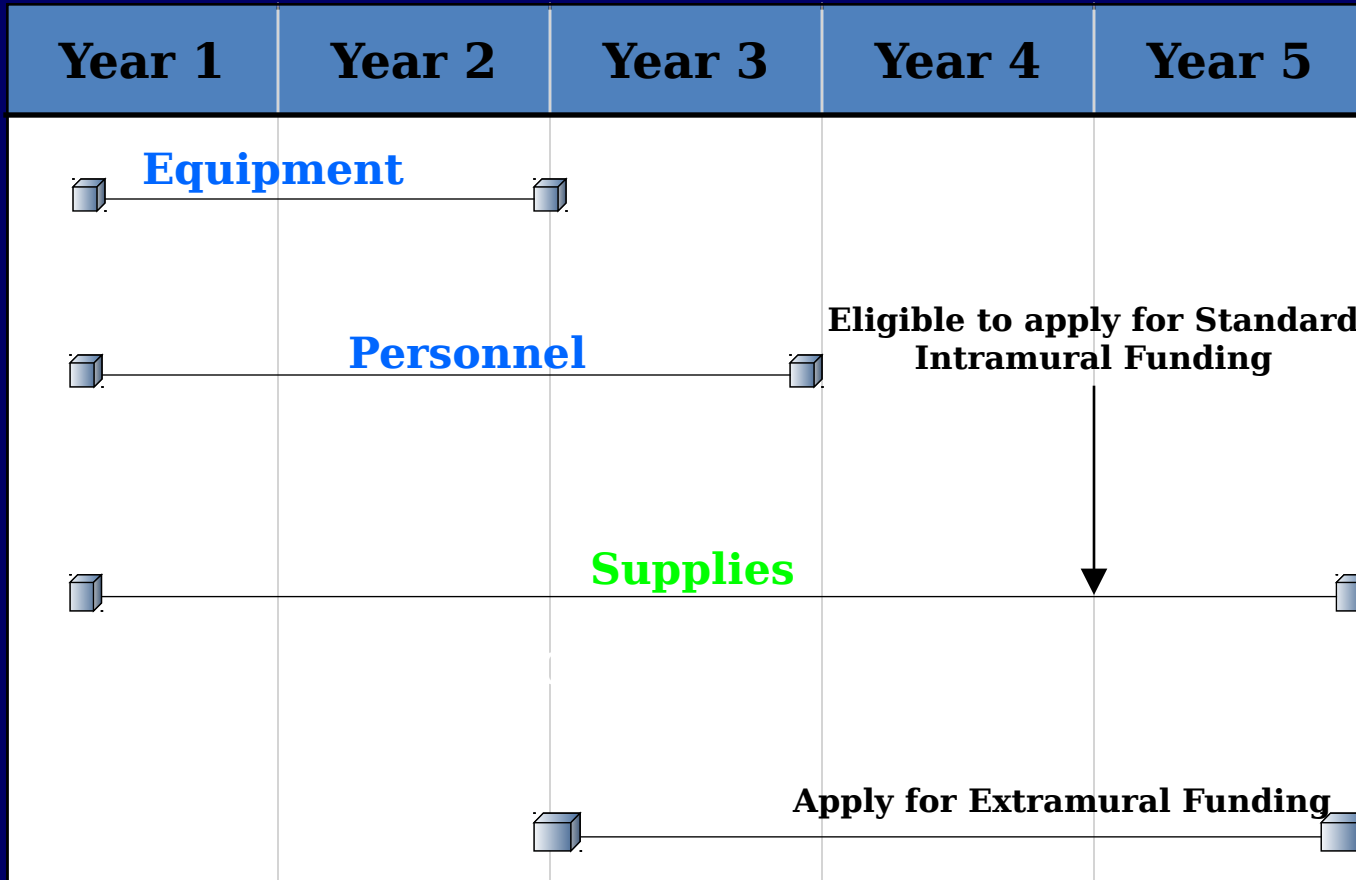 Year 1 Year 2 Year 3 Year 4 Year 5
Equipment
Eligible to apply for Standard
Intramural Funding
Personnel
Supplies
Apply for Extramural Funding